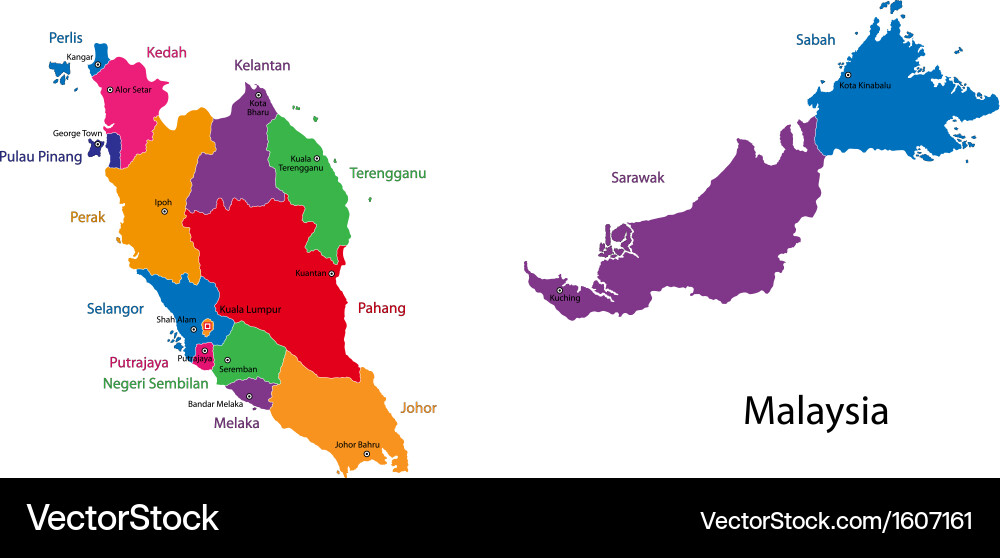 Perlis
Kangar
Kedah
Alor Setar
Kelantan
Kota
Bharu
George Town
Pulau Pinang
Kuala
Terengganu
Terengganu
Perak
Ipoh
Kuantan
Selangor
Kuala Lumpur
Pahang
Shah Alam
Putrajaya
Putrajaya
Seremban
Negeri Sembilan
Bandar Melaka
Melaka
Johor
Johor Bahru
Sabah
Kota Kinabalu
Sarawak
Kuching
Malaysia
VectorStock
VectorStock.com/1607161